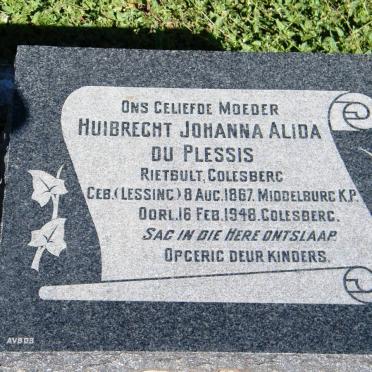 ONS GELIEFDE MOEDER
HUIBRECHT JOHANNA ALIDA
DU PLESSIS
RIETBULT, COLESBERG
GEB. (LESSING) 8 AUG. 1867. MIDDELBURG K.P.
OORL. 16 FEB. 1948. COLESBERG.
SAG IN DIE HERE ONTSLAAP.
OPGERIG DEUR KINDERS.
AVBOB